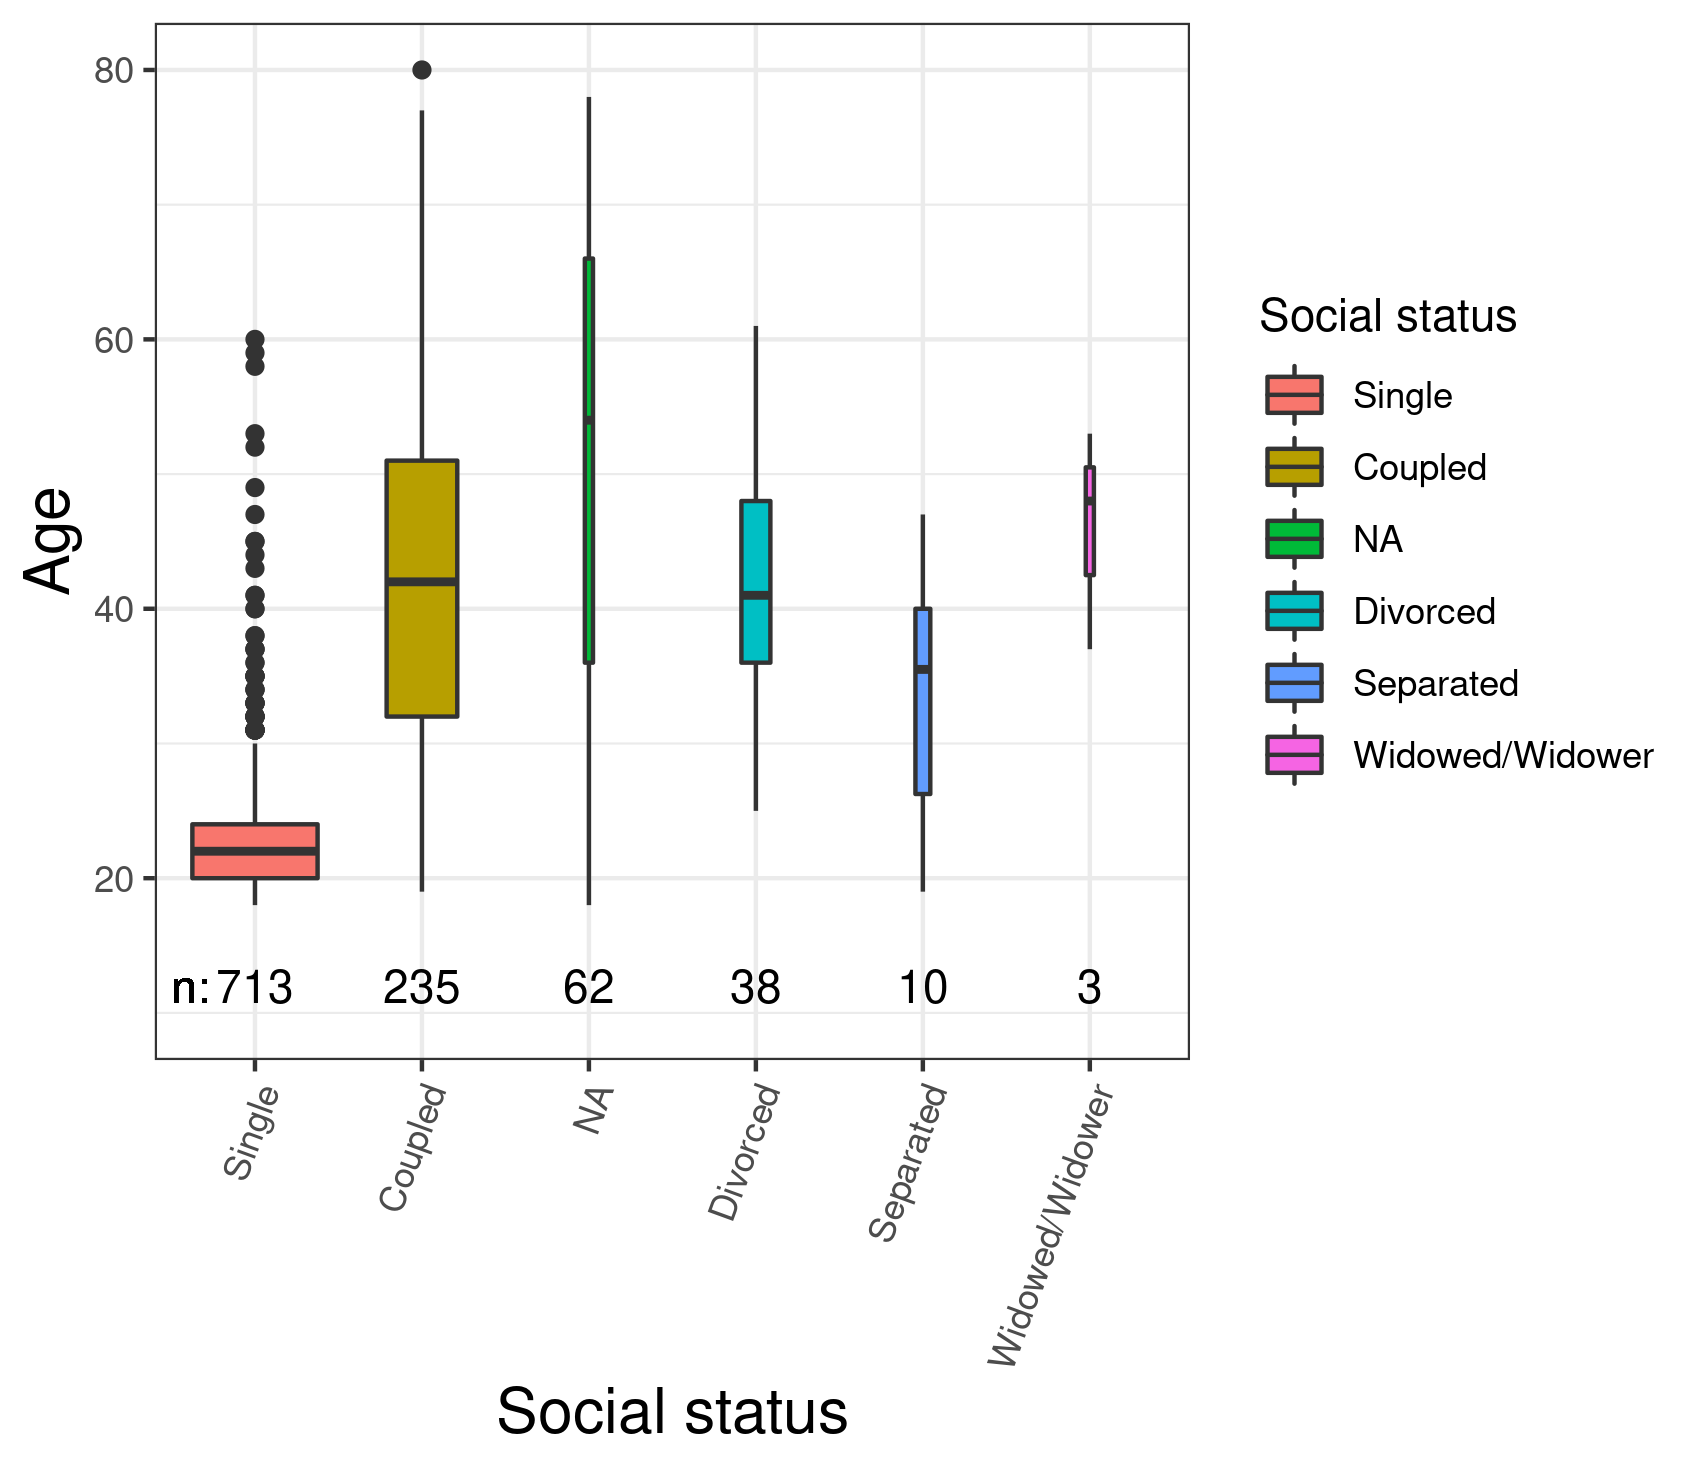 80
60
40
20
Age
n: 713 235 62 38 10 3
Single
Coupled
NA
Divorced
Separated
Widowed/Widower
Social status
Social status
Single
Coupled
NA
Divorced
Separated
Widowed/Widower